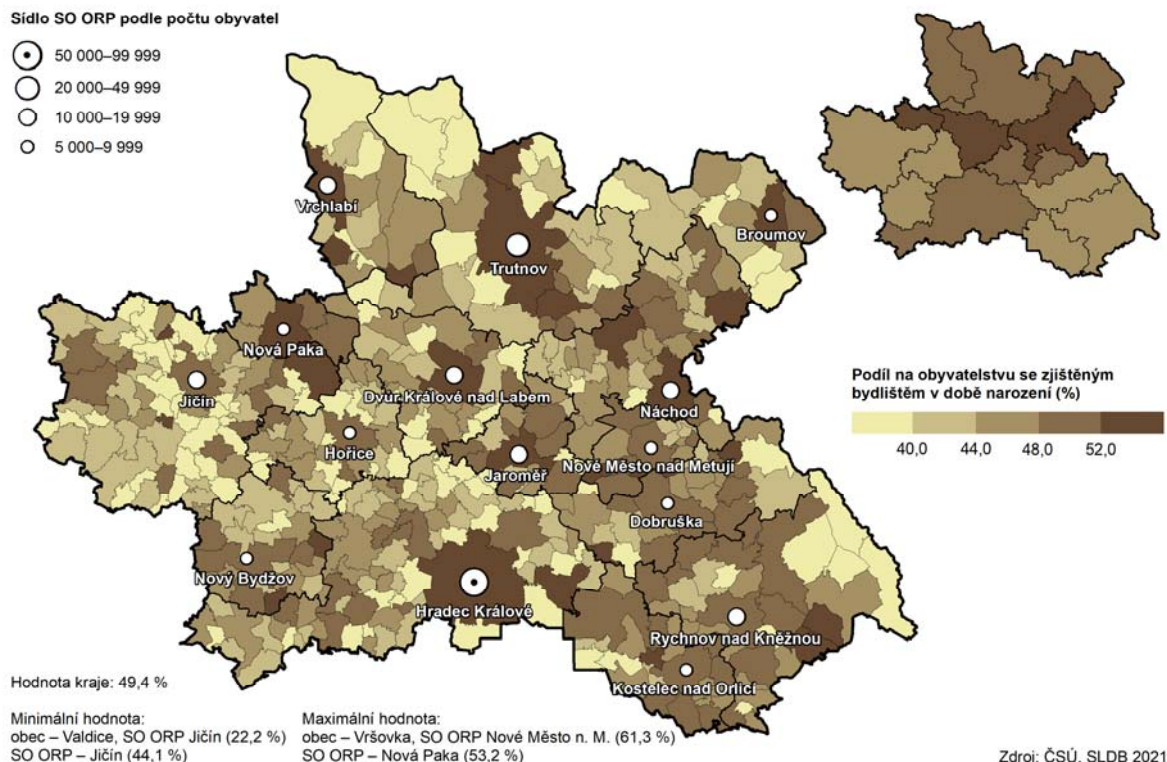 Sídlo SO ORP podle počtu obyvatel
50 000–99 999
20 000–49 999
10 000–19 999
5 000–9 999
Vrchlabí
Broumov
Trutnov
Nová Paka
Jičín
Dvůr Králové nad Labem
Náchod
Hořice
Jaroměř
Nové Město nad Metují
Dobruška
Nový Bydžov
Hradec Králové
Rychnov nad Kněžnou
Kostelec nad Orlicí
Podíl na obyvatelstvu se zjištěným
bydlištěm v době narození (%)
40,0 44,0 48,0 52,0
Hodnota kraje: 49,4 %
Minimální hodnota:
obec – Valdice, SO ORP Jičín (22,2 %)
SO ORP – Jičín (44,1 %)
Maximální hodnota:
obec – Vršovka, SO ORP Nové Město n. M. (61,3 %)
SO ORP – Nová Paka (53,2 %)
Zdroj: ČSÚ, SLDB 2021